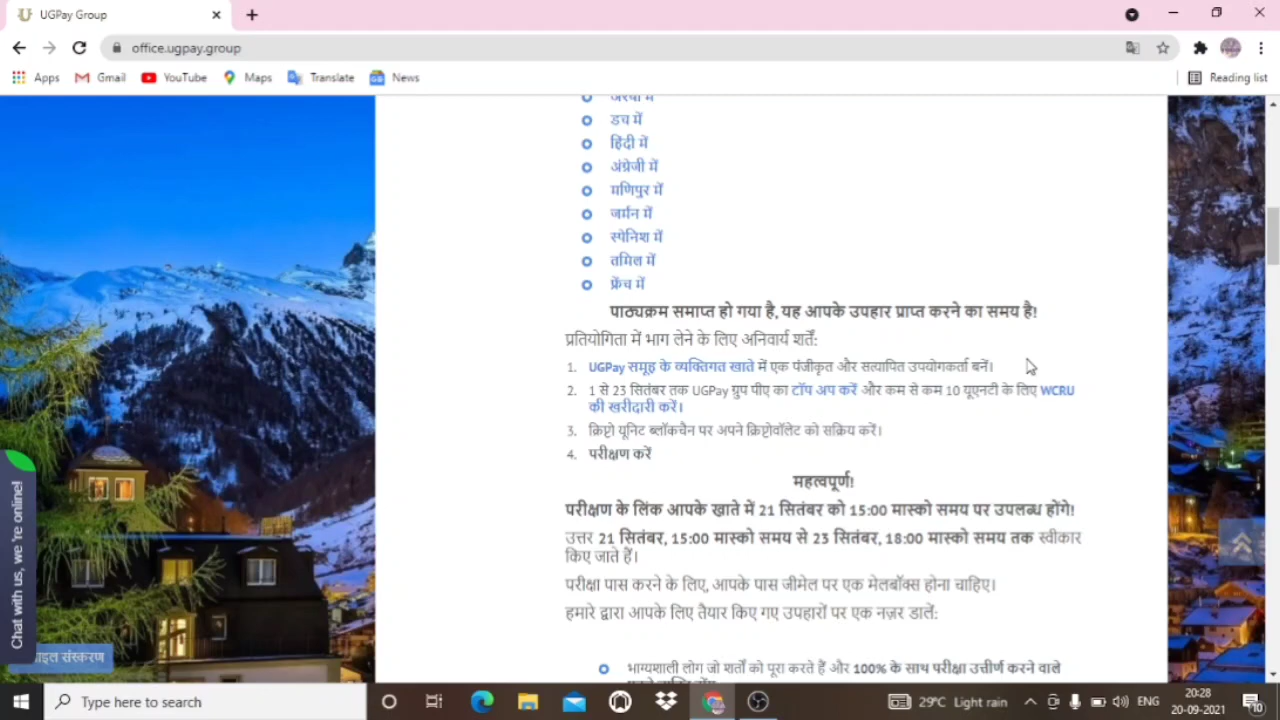 UGPay Group
office.ugpay.group
Apps Gmail YouTube Maps Translate News Reading list
डच में
हिंदी में
अंग्रेजी में
मणिपुर में
जर्मन में
स्पेनिश में
तमिल में
फ्रेंच में
पाठ्यक्रम समाप्त हो गया है, यह आपके उपहार प्राप्त करने का समय है!
प्रतियोगिता में भाग लेने के लिए अनिवार्य शर्तें:
1. UGPay समूह के व्यक्तिगत खाते में एक पंजीकृत और सत्यापित उपयोगकर्ता बनें।
2. 1 से 23 सितंबर तक UGPay ग्रुप पीए का टॉप अप करें और कम से कम 10 यूएनटी के लिए WCRU
की खरीदारी करें।
3. क्रिप्टो यूनिट ब्लॉकचैन पर अपने क्रिप्टोवॉलेट को सक्रिय करें।
4. परीक्षण करें
महत्वपूर्ण!
परीक्षण के लिंक आपके खाते में 21 सितंबर को 15:00 मास्को समय पर उपलब्ध होंगे!
उत्तर 21 सितंबर, 15:00 मास्को समय से 23 सितंबर, 18:00 मास्को समय तक स्वीकार
किए जाते हैं।
परीक्षा पास करने के लिए, आपके पास जीमेल पर एक मेलबॉक्स होना चाहिए।
हमारे द्वारा आपके लिए तैयार किए गए उपहारों पर एक नज़र डालें:
भाग्यशाली लोग जो शर्तों को पूरा करते हैं और 100% के साथ परीक्षा उत्तीर्ण करने वाले
Chat with us, we're online!
संस्करण
Type here to search
29°C Light rain
ENG
20:28
20-09-2021
10